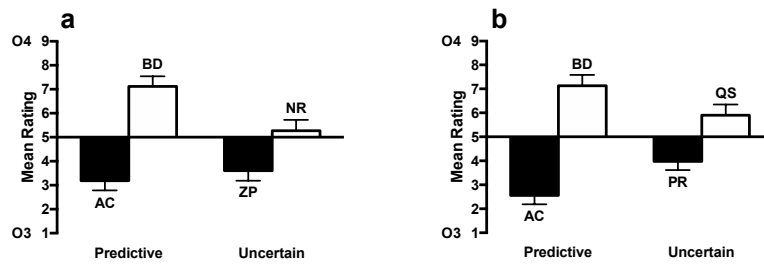 a
O4 9
8
7
6
5
4
3
2
O3 1
Mean Rating
BD
NR
AC
ZP
Predictive Uncertain
b
O4 9
8
7
6
5
4
3
2
O3 1
Mean Rating
BD
QS
AC
PR
Predictive Uncertain